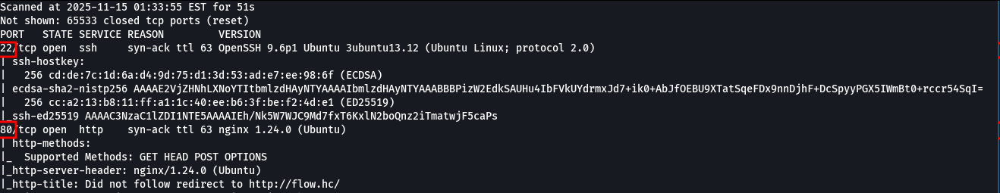 Scanned at 2025-11-15 01:33:55 EST for 51s
Not shown: 65533 closed tcp ports (reset)
PORT   STATE SERVICE REASON         VERSION
22/tcp open  ssh     syn-ack ttl 63 OpenSSH 9.6p1 Ubuntu 3ubuntu13.12 (Ubuntu Linux; protocol 2.0)
| ssh-hostkey:
|   256 cd:de:7c:1d:6a:d4:9d:75:d1:3d:53:ad:e7:ee:98:6f (ECDSA)
| ecdsa-sha2-nistp256 AAAAE2VjZHNhLXNoYTItbmlzdHAyNTYAAAAIbmlzdHAyNTYAAABBBPizW2EdkSAUHu4IbFVkUYdrmxJd7+ik0+AbJfOEBU9XTatSqeFDx9nnDjhF+DcSpyyPGX5IWmBt0+rccr54SqI=
|   256 cc:a2:13:b8:11:ff:a1:1c:40:ee:b6:3f:be:f2:4d:e1 (ED25519)
|_ssh-ed25519 AAAAC3NzaC1lZDI1NTE5AAAAIEh/Nk5W7WJC9Md7fxT6KxlN2boQnz2iTmatwjF5caPs
80/tcp open  http    syn-ack ttl 63 nginx 1.24.0 (Ubuntu)
| http-methods:
|_  Supported Methods: GET HEAD POST OPTIONS
|_http-server-header: nginx/1.24.0 (Ubuntu)
|_http-title: Did not follow redirect to http://flow.hc/